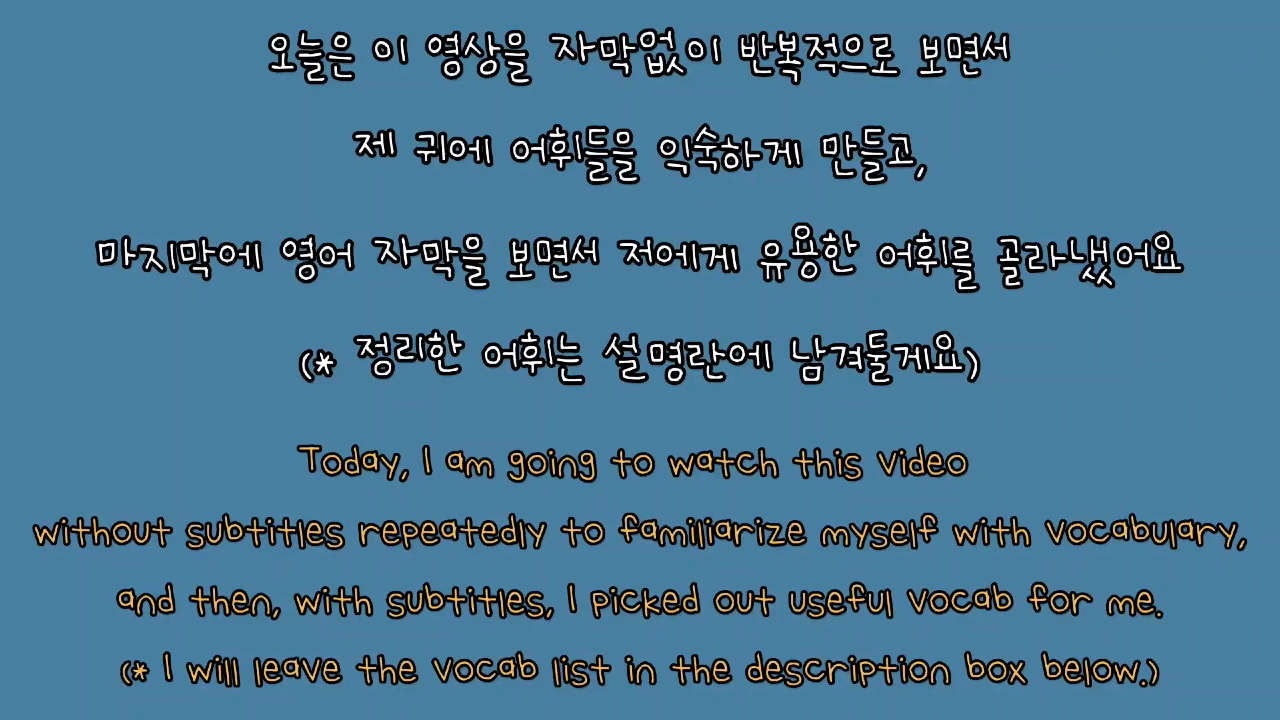 오늘은 이 영상을 자막없이 반복적으로 보면서
제 귀에 어휘들을 익숙하게 만들고,
마지막에 영어 자막을 보면서 저에게 유용한 어휘를 골라냈어요
(* 정리한 어휘는 설명란에 남겨둘게요)
Today, I am going to watch this video
without subtitles repeatedly to familiarize myself with vocabulary,
and then, with subtitles, I picked out useful vocab for me.
(* I will leave the vocab list in the description box below.)